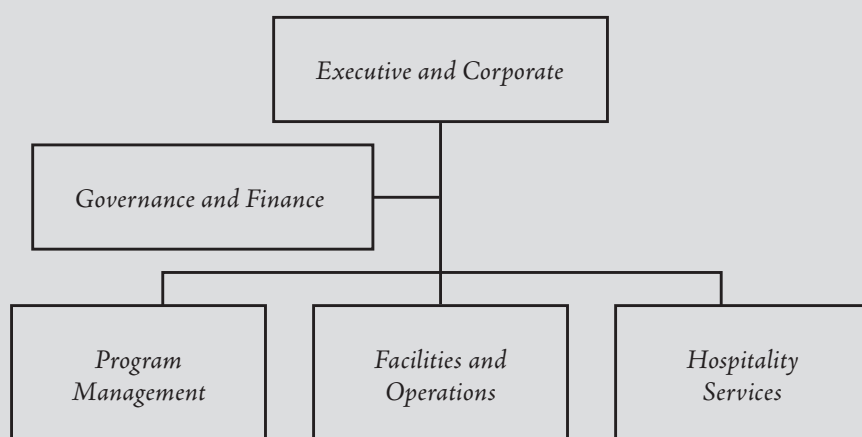 Executive and Corporate
Governance and Finance
Program
Management
Facilities and
Operations
Hospitality
Services